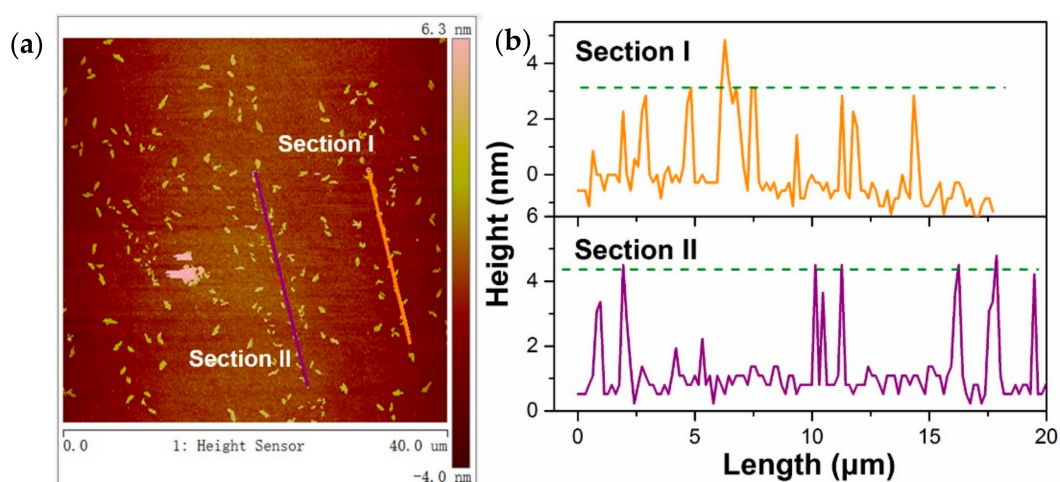 (a)
6.3 nm
Section I
Section II
0.0
1: Height Sensor
40.0 um
-4.0 nm
(b)
Section I
4
2
0
6
Section II
4
2
0
Height (nm)
0
5
10
15
20
Length (µm)